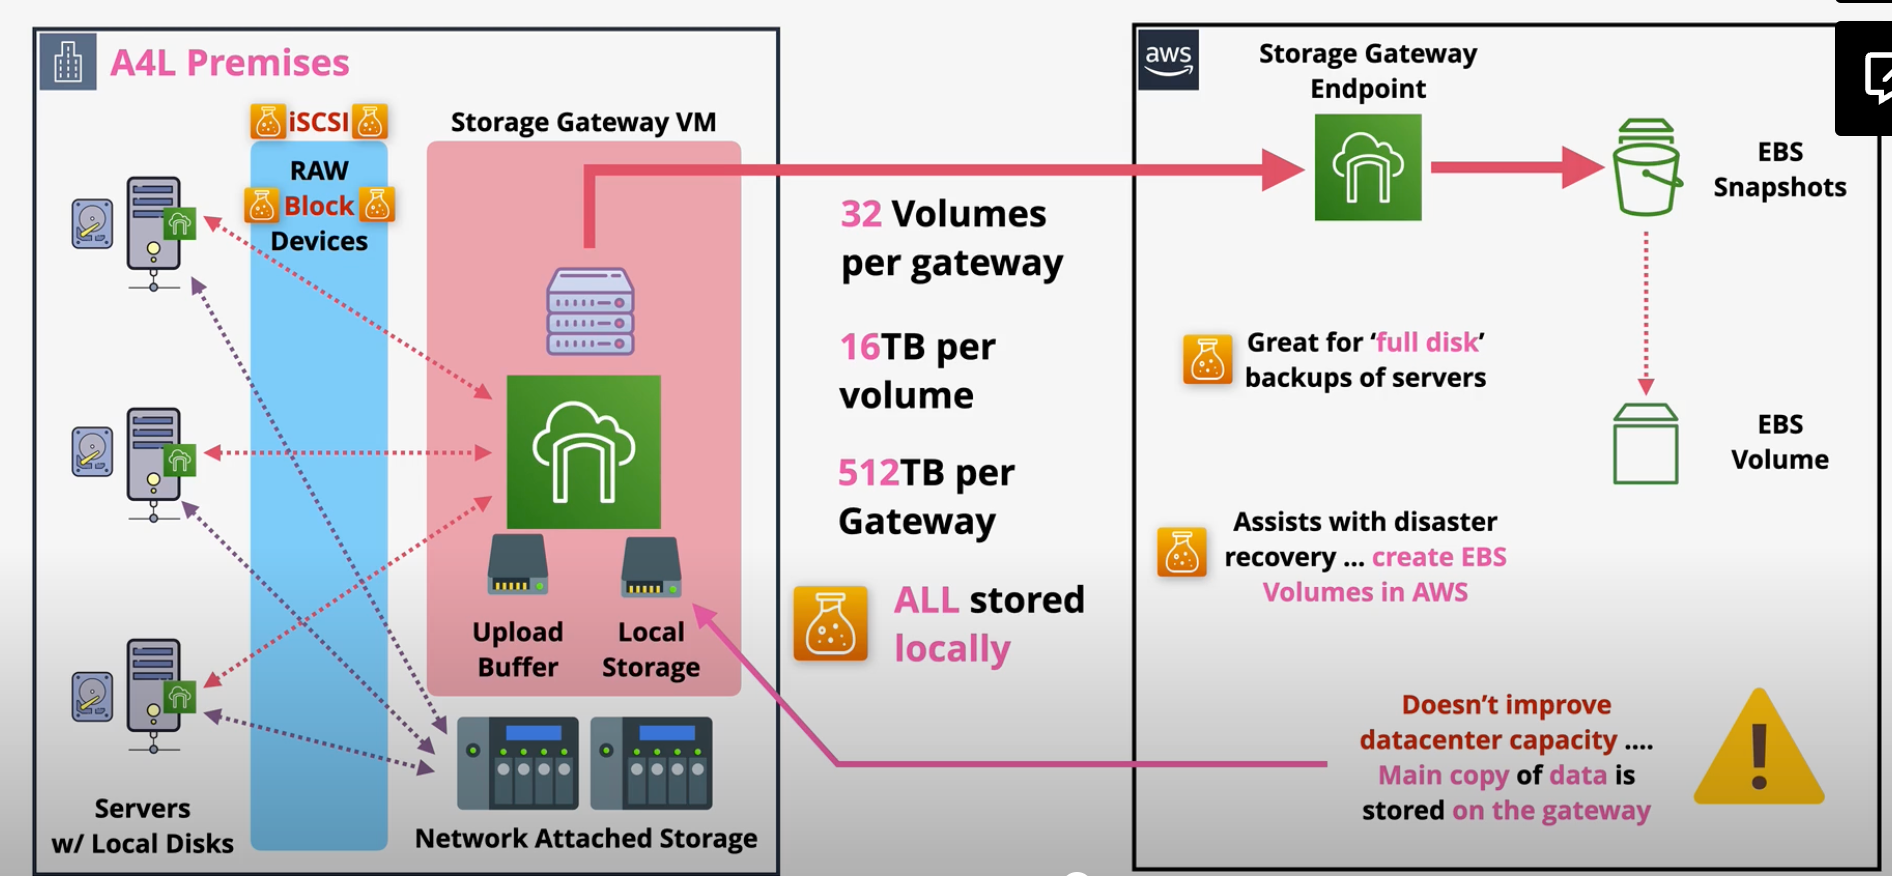 A4L Premises
iSCSI
RAW
Block
Devices
Storage Gateway VM
Upload
Buffer
Local
Storage
Network Attached Storage
Servers
w/ Local Disks
32 Volumes
per gateway
16TB per
volume
512TB per
Gateway
ALL stored
locally
aws
Storage Gateway
Endpoint
EBS
Snapshots
Great for ‘full disk’
backups of servers
EBS
Volume
Assists with disaster
recovery ... create EBS
Volumes in AWS
Doesn’t improve
datacenter capacity ....
Main copy of data is
stored on the gateway